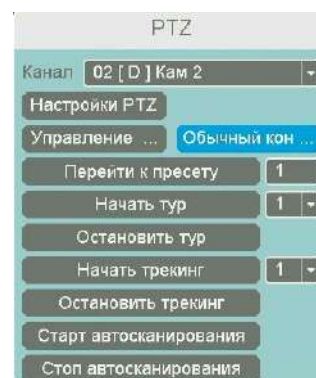 PTZ
Канал 02 [ D ] Кам 2
Настройки PTZ
Управление ... Обычный кон ...
Перейти к пресету 1
Начать тур 1
Остановить тур
Начать трекинг 1
Остановить трекинг
Старт автосканирования
Стоп автосканирования